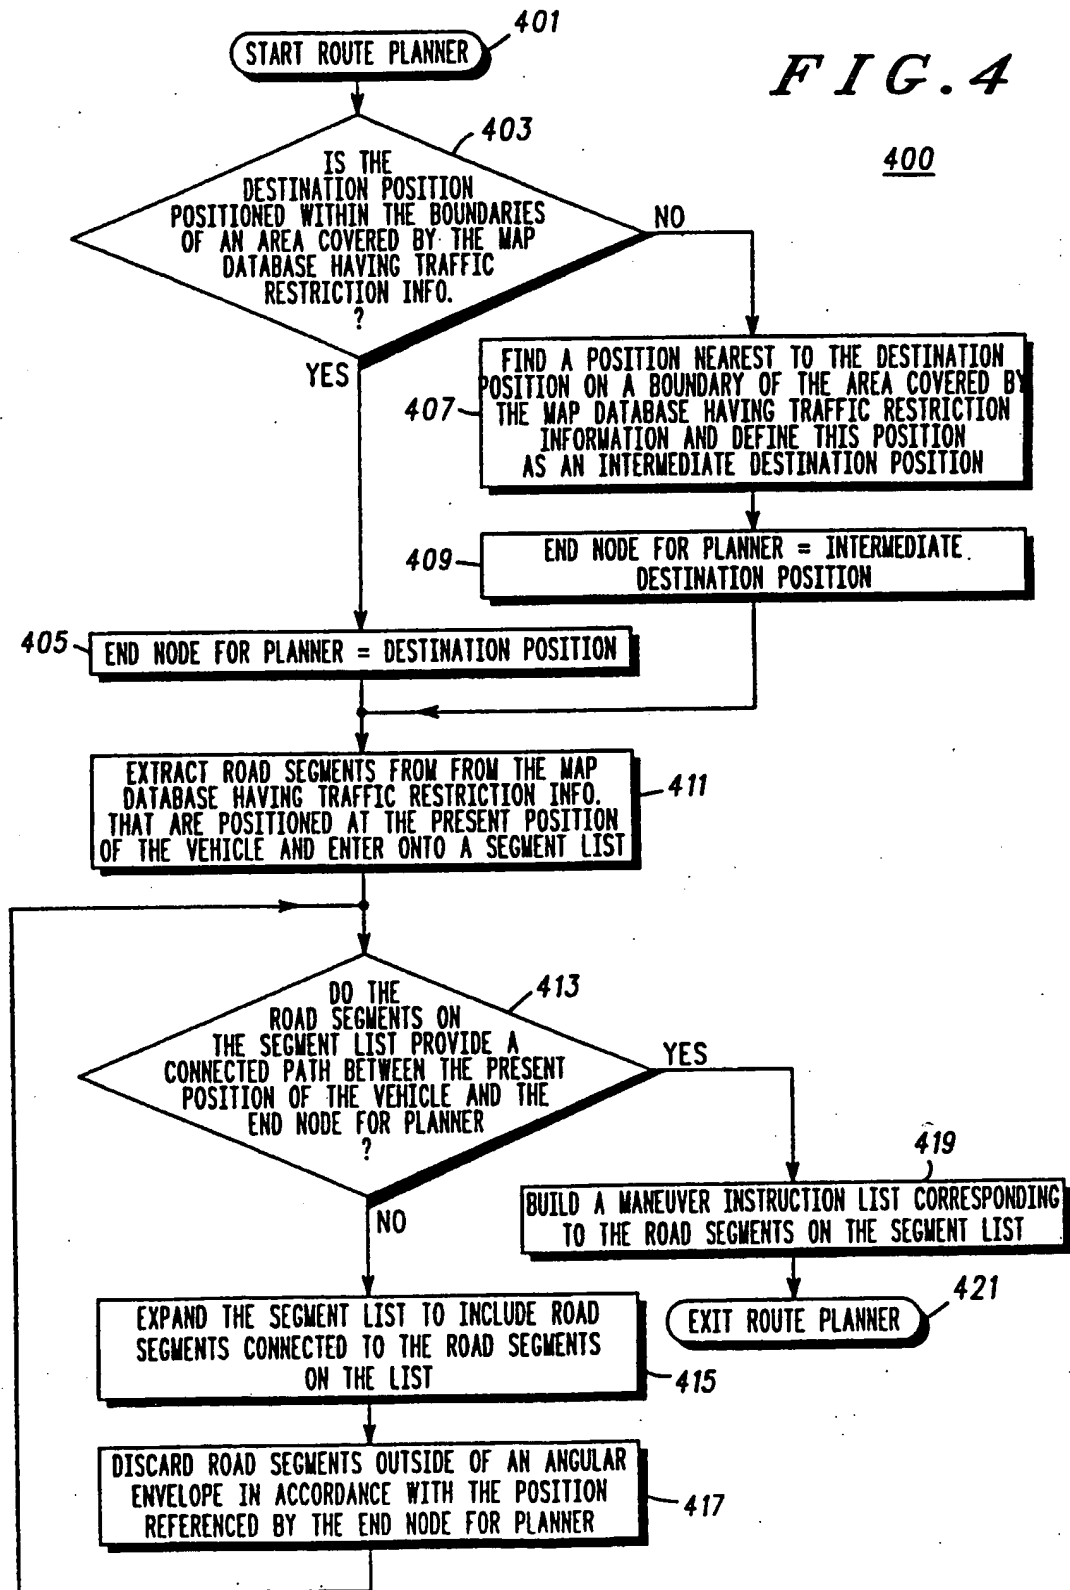 401
START ROUTE PLANNER
FIG.4
400
403
IS THE
DESTINATION POSITION
POSITIONED WITHIN THE BOUNDARIES
OF AN AREA COVERED BY THE MAP
DATABASE HAVING TRAFFIC
RESTRICTION INFO.
?
NO
YES
407
FIND A POSITION NEAREST TO THE DESTINATION
POSITION ON A BOUNDARY OF THE AREA COVERED BY
THE MAP DATABASE HAVING TRAFFIC RESTRICTION
INFORMATION AND DEFINE THIS POSITION
AS AN INTERMEDIATE DESTINATION POSITION
409
END NODE FOR PLANNER = INTERMEDIATE
DESTINATION POSITION
405
END NODE FOR PLANNER = DESTINATION POSITION
EXTRACT ROAD SEGMENTS FROM FROM THE MAP
DATABASE HAVING TRAFFIC RESTRICTION INFO.
THAT ARE POSITIONED AT THE PRESENT POSITION
OF THE VEHICLE AND ENTER ONTO A SEGMENT LIST
411
413
DO THE
ROAD SEGMENTS ON
THE SEGMENT LIST PROVIDE A
CONNECTED PATH BETWEEN THE PRESENT
POSITION OF THE VEHICLE AND THE
END NODE FOR PLANNER
?
YES
NO
419
BUILD A MANEUVER INSTRUCTION LIST CORRESPONDING
TO THE ROAD SEGMENTS ON THE SEGMENT LIST
421
EXIT ROUTE PLANNER
EXPAND THE SEGMENT LIST TO INCLUDE ROAD
SEGMENTS CONNECTED TO THE ROAD SEGMENTS
ON THE LIST
415
DISCARD ROAD SEGMENTS OUTSIDE OF AN ANGULAR
ENVELOPE IN ACCORDANCE WITH THE POSITION
REFERENCED BY THE END NODE FOR PLANNER
417